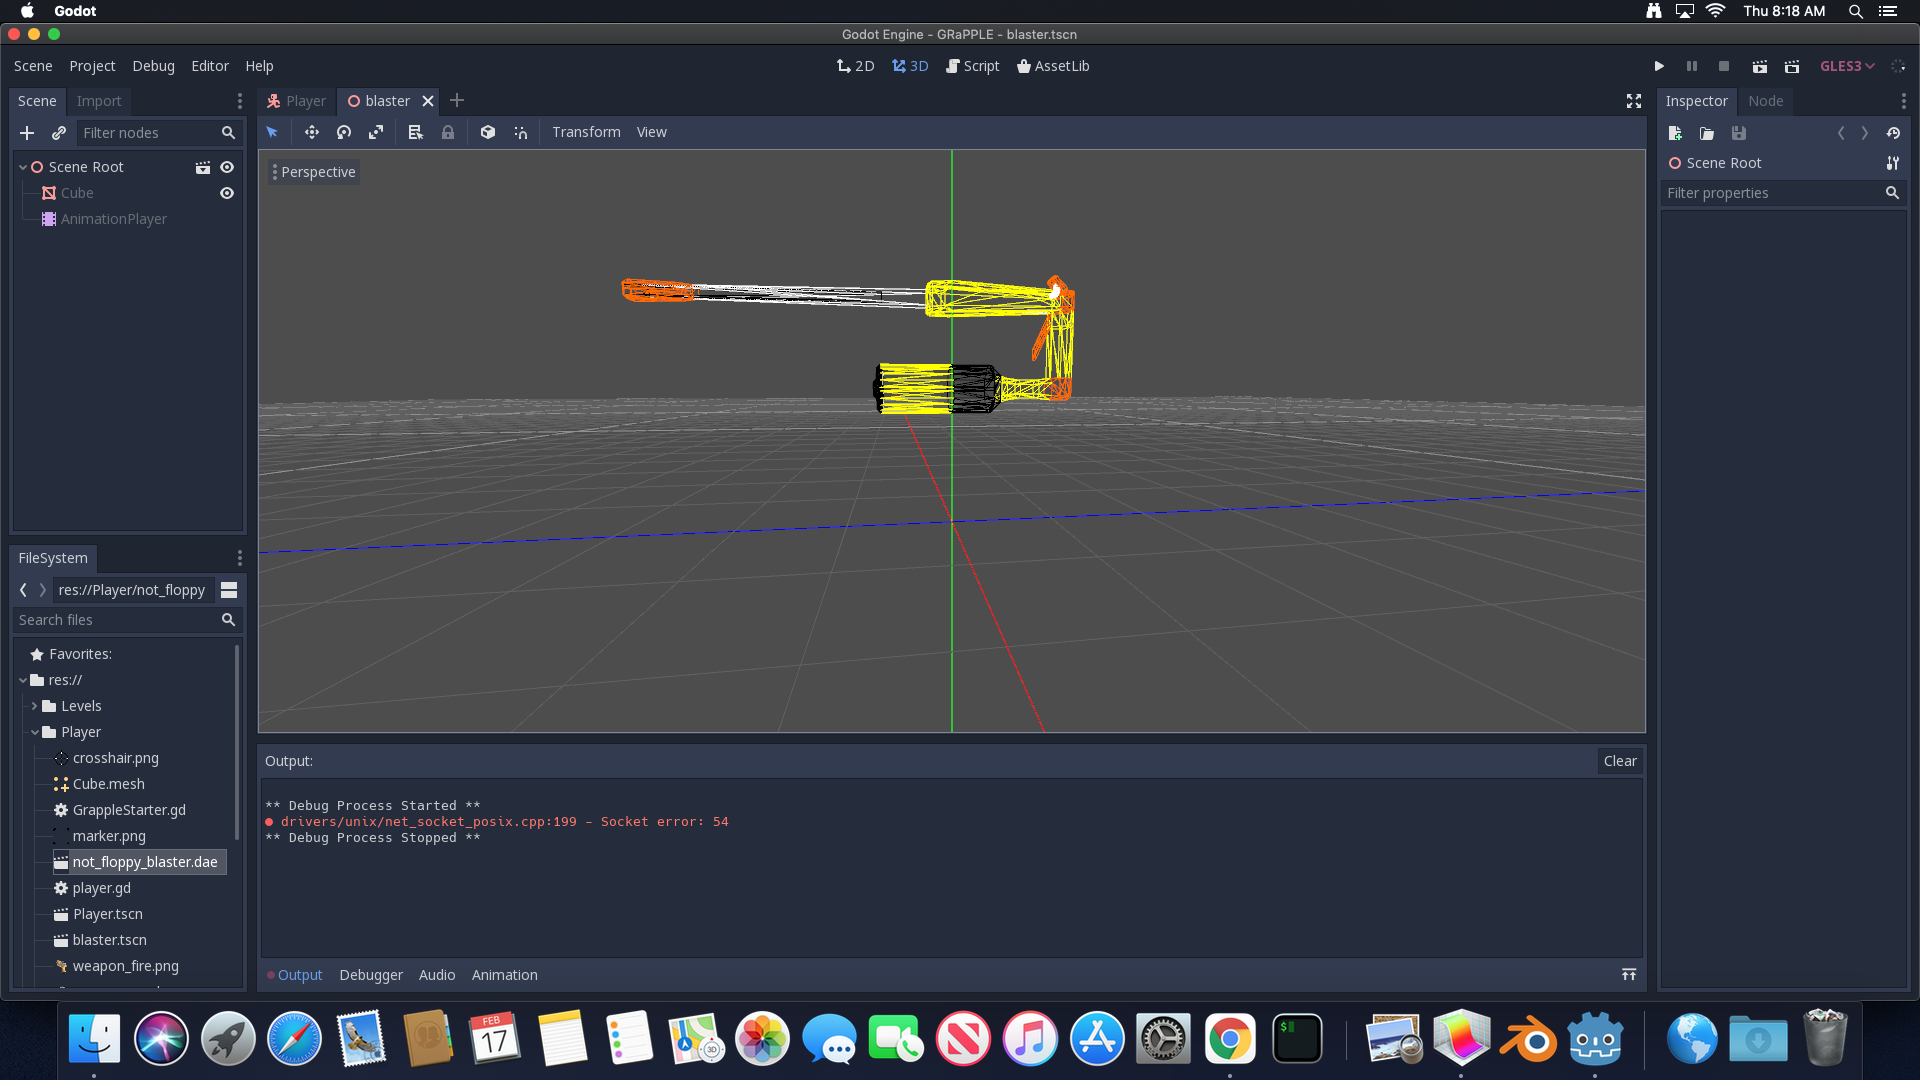 Godot
Thu 8:18 AM
Godot Engine - GRaPPLE - blaster.tscn
Scene Project Debug Editor Help
2D 3D Script AssetLib
GLES3
Scene Import
Player blaster
Inspector Node
Filter nodes
Transform View
Scene Root
Cube
AnimationPlayer
Perspective
Scene Root
Filter properties
FileSystem
res://Player/not_floppy
Search files
Favorites:
res://
Levels
Player
crosshair.png
Cube.mesh
GrappleStarter.gd
marker.png
not_floppy_blaster.dae
player.gd
Player.tscn
blaster.tscn
weapon_fire.png
Output:
Clear
** Debug Process Started **
drivers/unix/net_socket_posix.cpp:199 - Socket error: 54
** Debug Process Stopped **
Output Debugger Audio Animation
FEB
17
3D
$